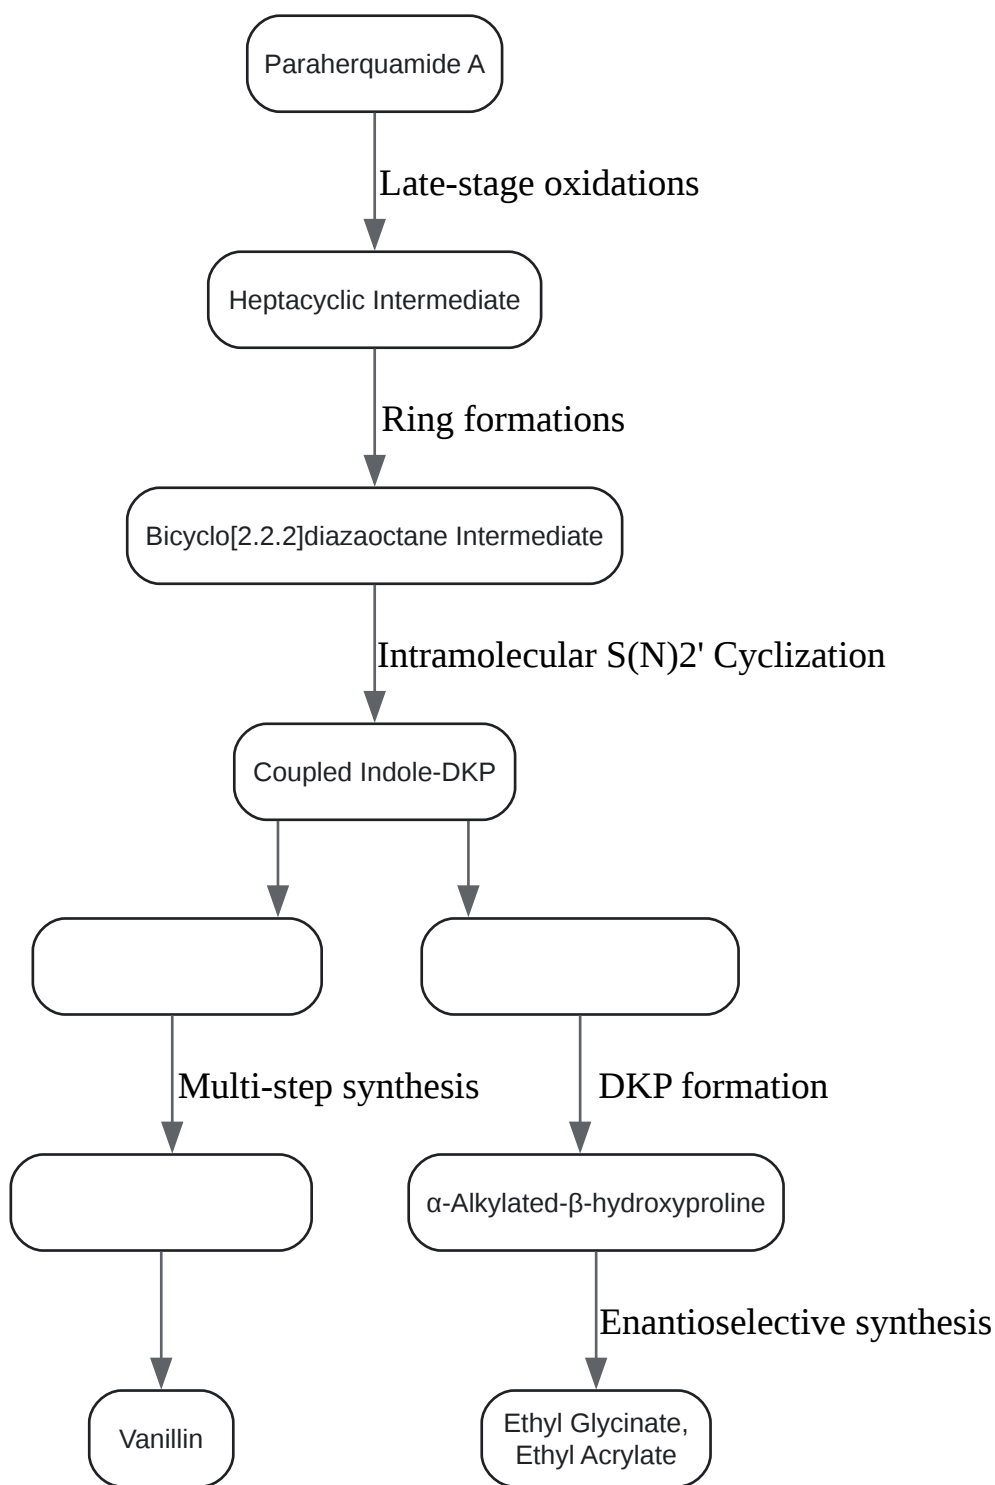 Paraherquamide A
Late-stage oxidations
Heptacyclic Intermediate
Ring formations
Bicyclo[2.2.2]diazaoctane Intermediate
Intramolecular S(N)2' Cyclization
Coupled Indole-DKP
Multi-step synthesis
DKP formation
α-Alkylated-β-hydroxyproline
Enantioselective synthesis
Vanillin
Ethyl Glycinate,
Ethyl Acrylate